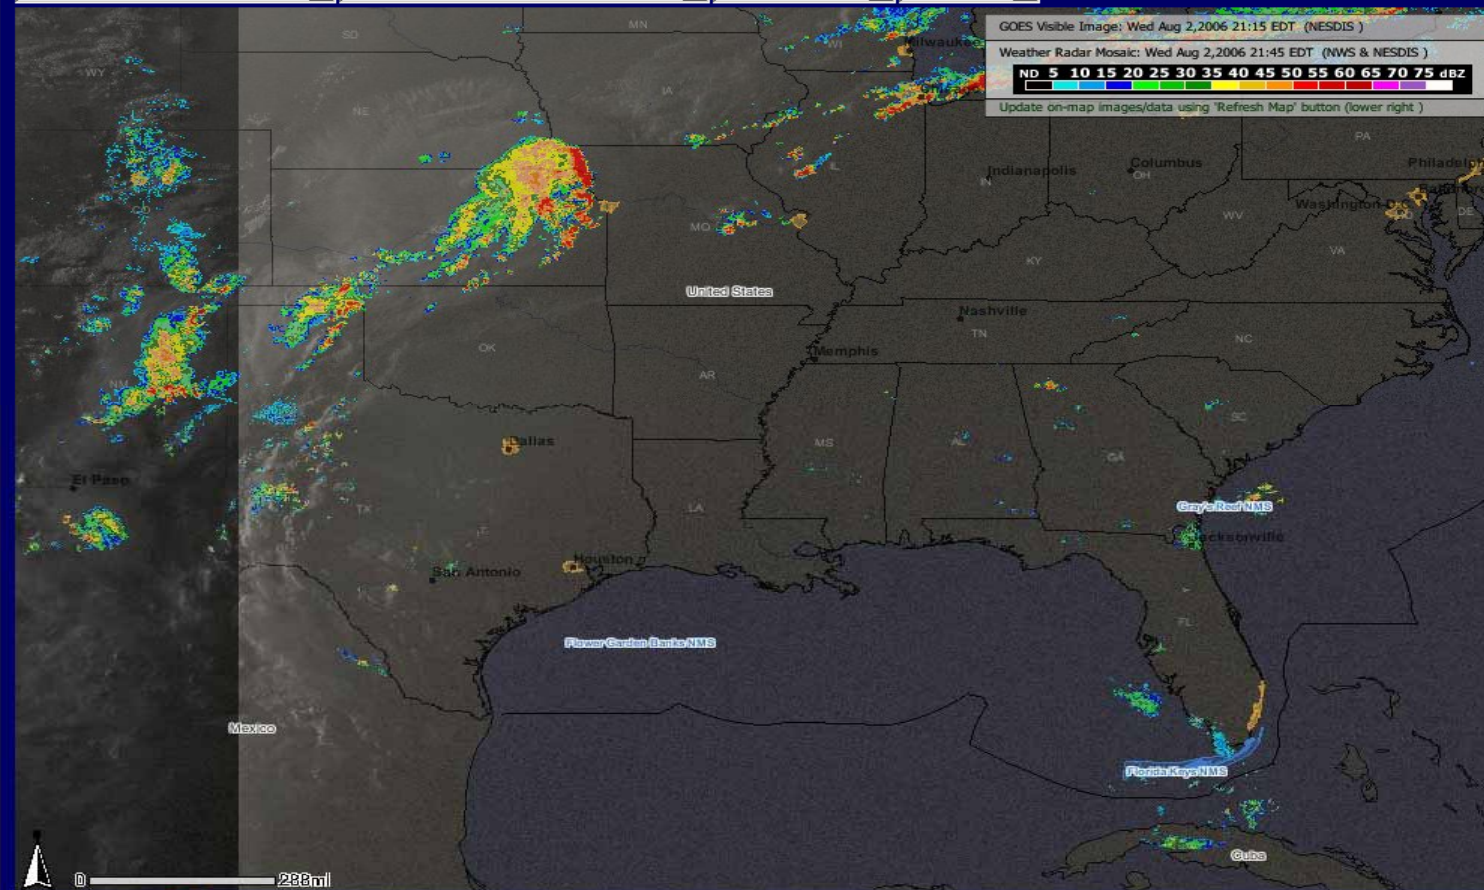 GOES Visible Image: Wed Aug 2,2006 21:15 EDT (NESDIS )
Weather Radar Mosaic: Wed Aug 2,2006 21:45 EDT (NWS & NESDIS )
ND 5 10 15 20 25 30 35 40 45 50 55 60 65 70 75 dBZ
Update on-map images/data using 'Refresh Map' button (lower right )
MN
SD
WI
Milwaukee
WY
IA
NE
PA
Indianapolis
Columbus
Philadelp
IL
IN
OH
CO
Washington D.C.
DE
MO
WV
VA
KY
United States
Nashville
TN
NC
OK
Memphis
AR
NM
SC
Dallas
MS
AL
GA
El Paso
TX
LA
Gray's Reef NMS
Jacksonville
Houston
San Antonio
FL
Flower Garden Banks NMS
Mexico
Florida Keys NMS
Cuba
0 288mi